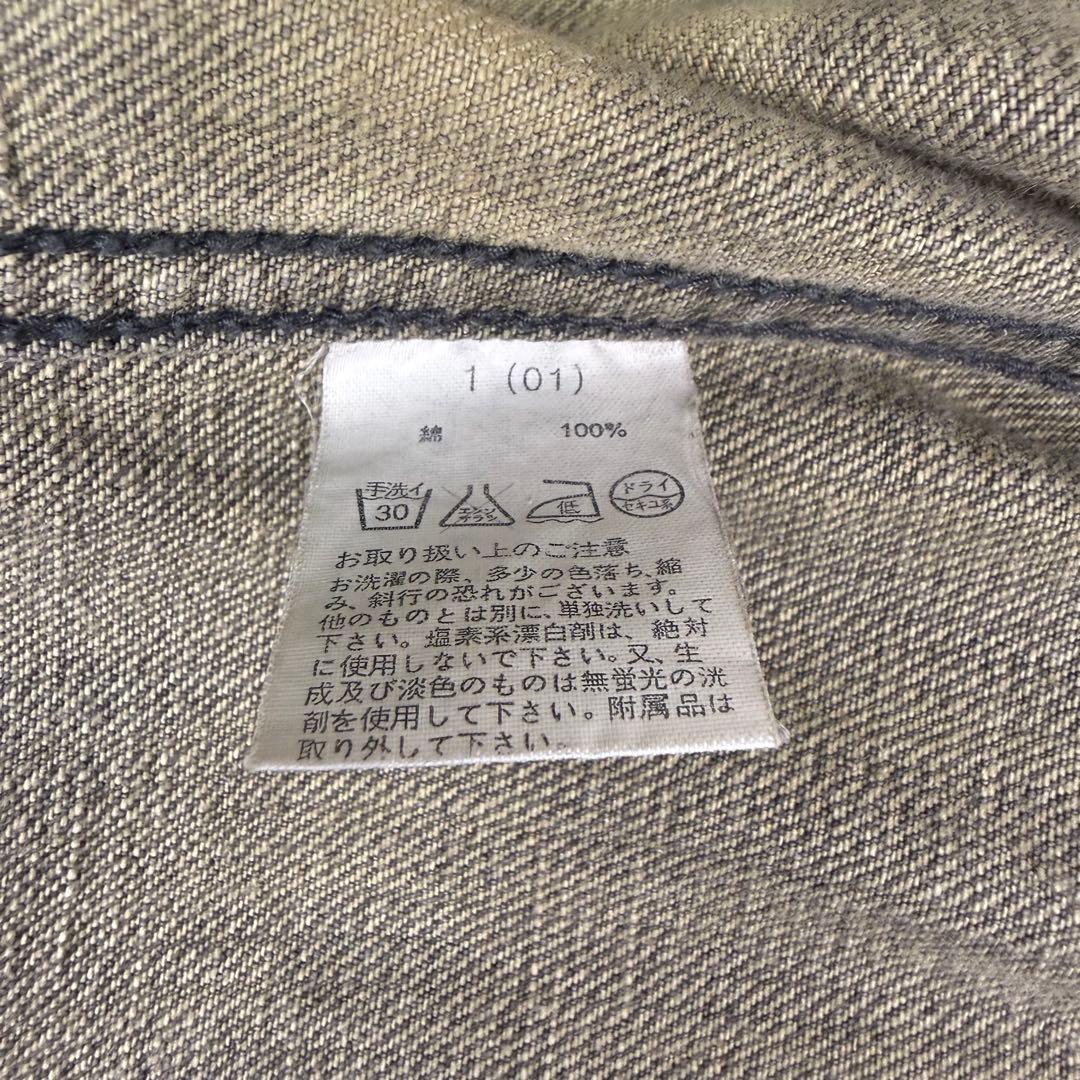 1 (01)
綿 100%
手洗イ 30 エンソ サラシ 低 ドライ セキユ系
お取り扱い上のご注意
お洗濯の際、多少の色落ち、縮
み、斜行の恐れがございます。
他のものとは別に、単独洗いして
下さい。塩素系漂白剤は、絶対
に使用しないで下さい。又、生
成及び淡色のものは無蛍光の洸
剤を使用して下さい。附属品は
取り外して下さい。